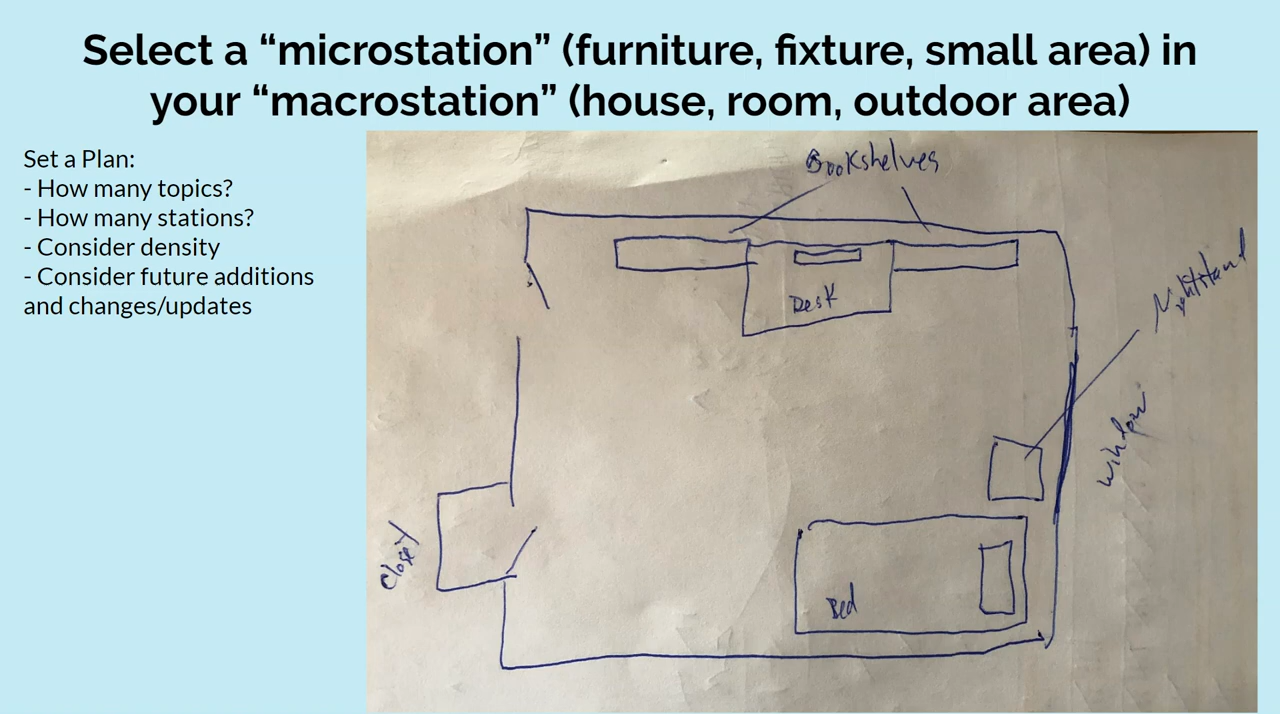 Select a “microstation” (furniture, fixture, small area) in
your “macrostation” (house, room, outdoor area)
Set a Plan:
- How many topics?
- How many stations?
- Consider density
- Consider future additions
and changes/updates
Bookshelves
Desk
Nightstand
Window
Closet
Bed